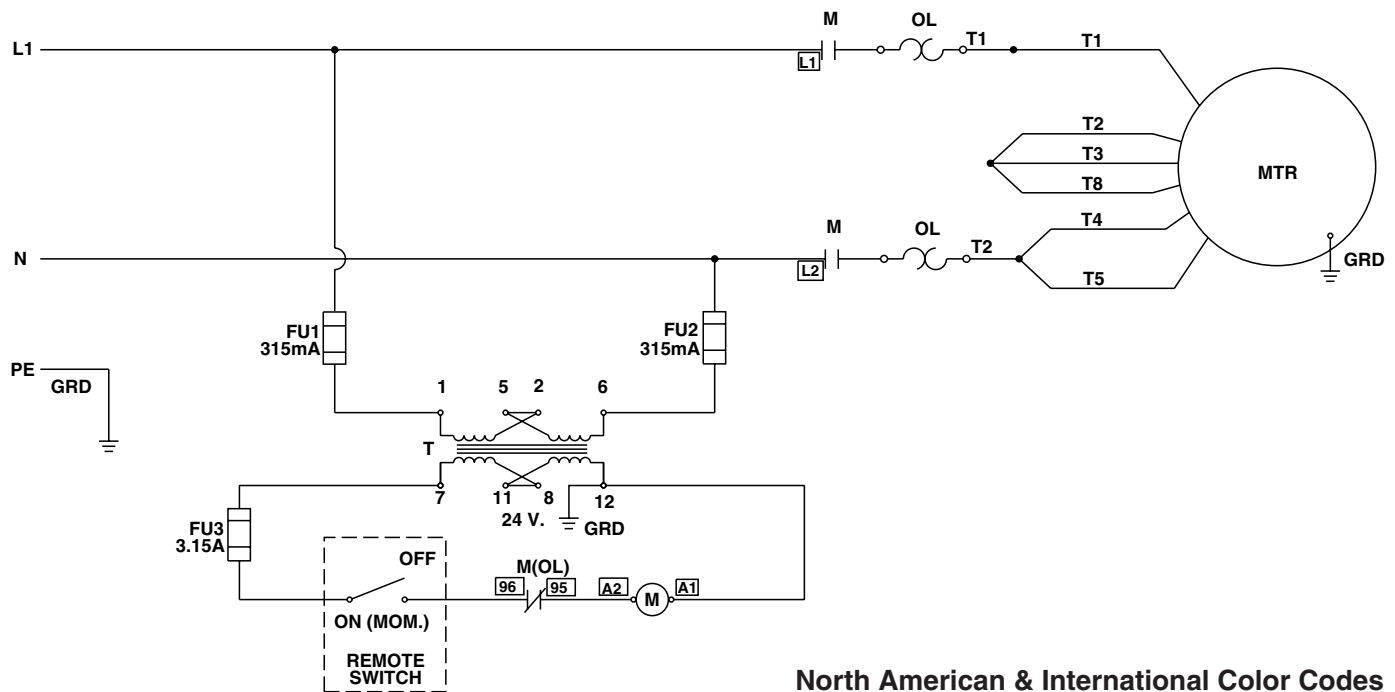 M
OL
L1
T1
T1
L1
T2
T3
MTR
T8
M
OL
T4
N
T2
L2
GRD
T5
FU1
315mA
FU2
315mA
PE
GRD
1
5
2
6
T
7
11
8
12
24 V.
GRD
FU3
3.15A
OFF
M(OL)
96
95
A2
M
A1
ON (MOM.)
REMOTE
SWITCH
North American & International Color Codes